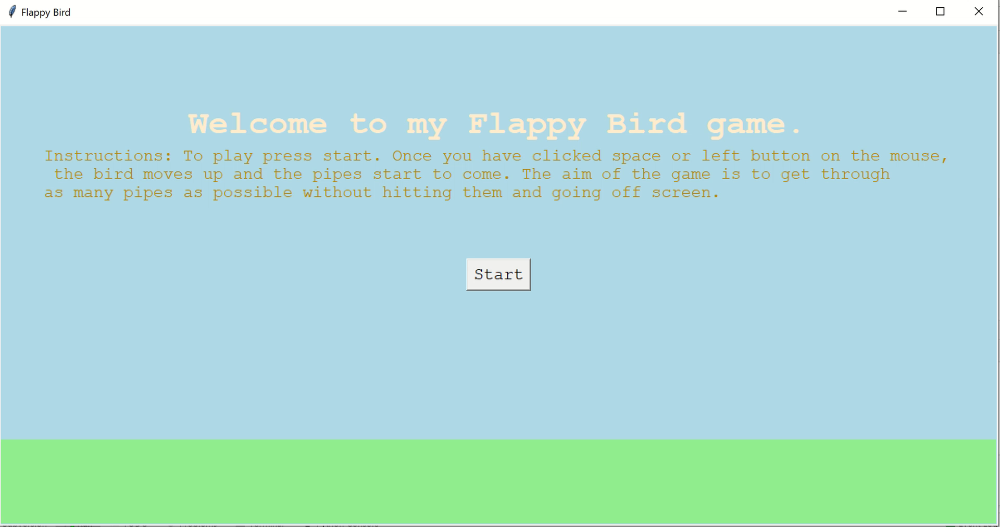 Flappy Bird
Welcome to my Flappy Bird game.
Instructions: To play press start. Once you have clicked space or left button on the mouse,
the bird moves up and the pipes start to come. The aim of the game is to get through
as many pipes as possible without hitting them and going off screen.
Start